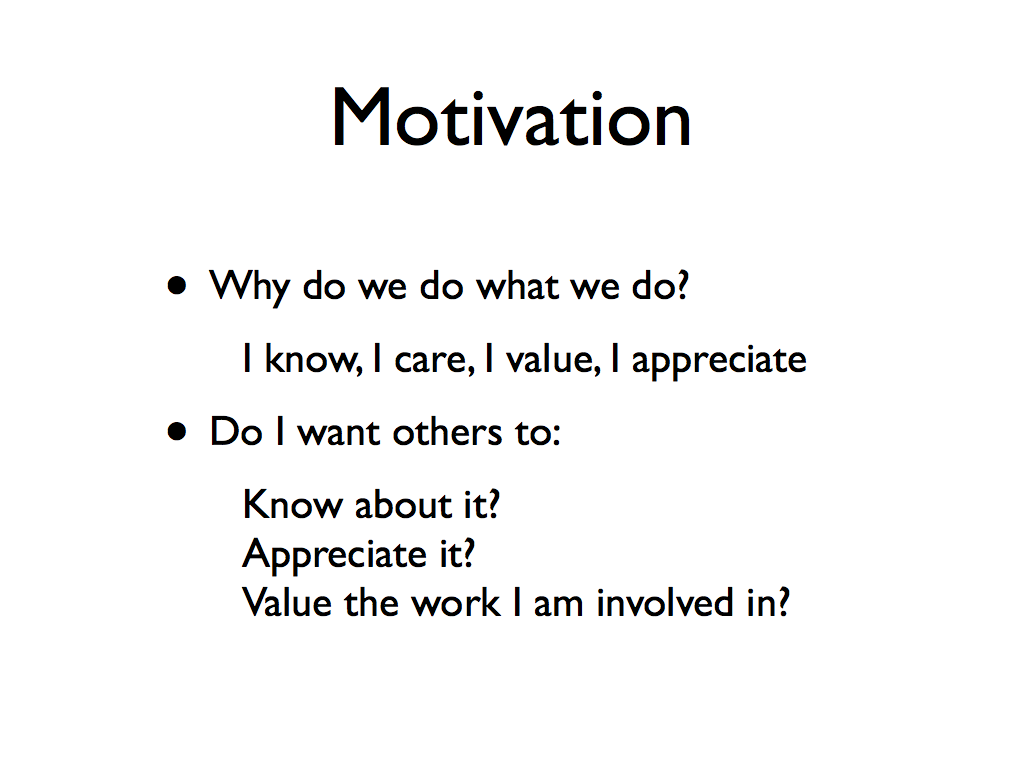 Motivation
• Why do we do what we do?
I know, I care, I value, I appreciate
• Do I want others to:
Know about it?
Appreciate it?
Value the work I am involved in?